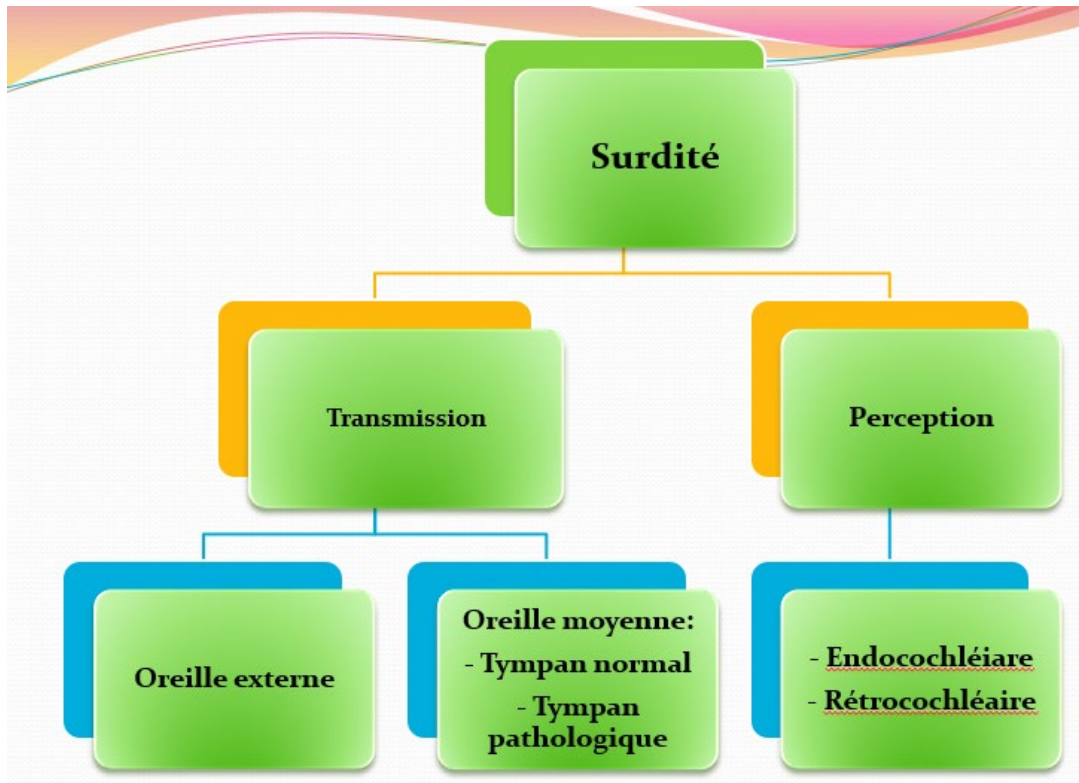 Surdité
Transmission
Perception
Oreille externe
Oreille moyenne:
- Tympan normal
- Tympan
pathologique
- Endocochléiare
- Rétrocochléaire